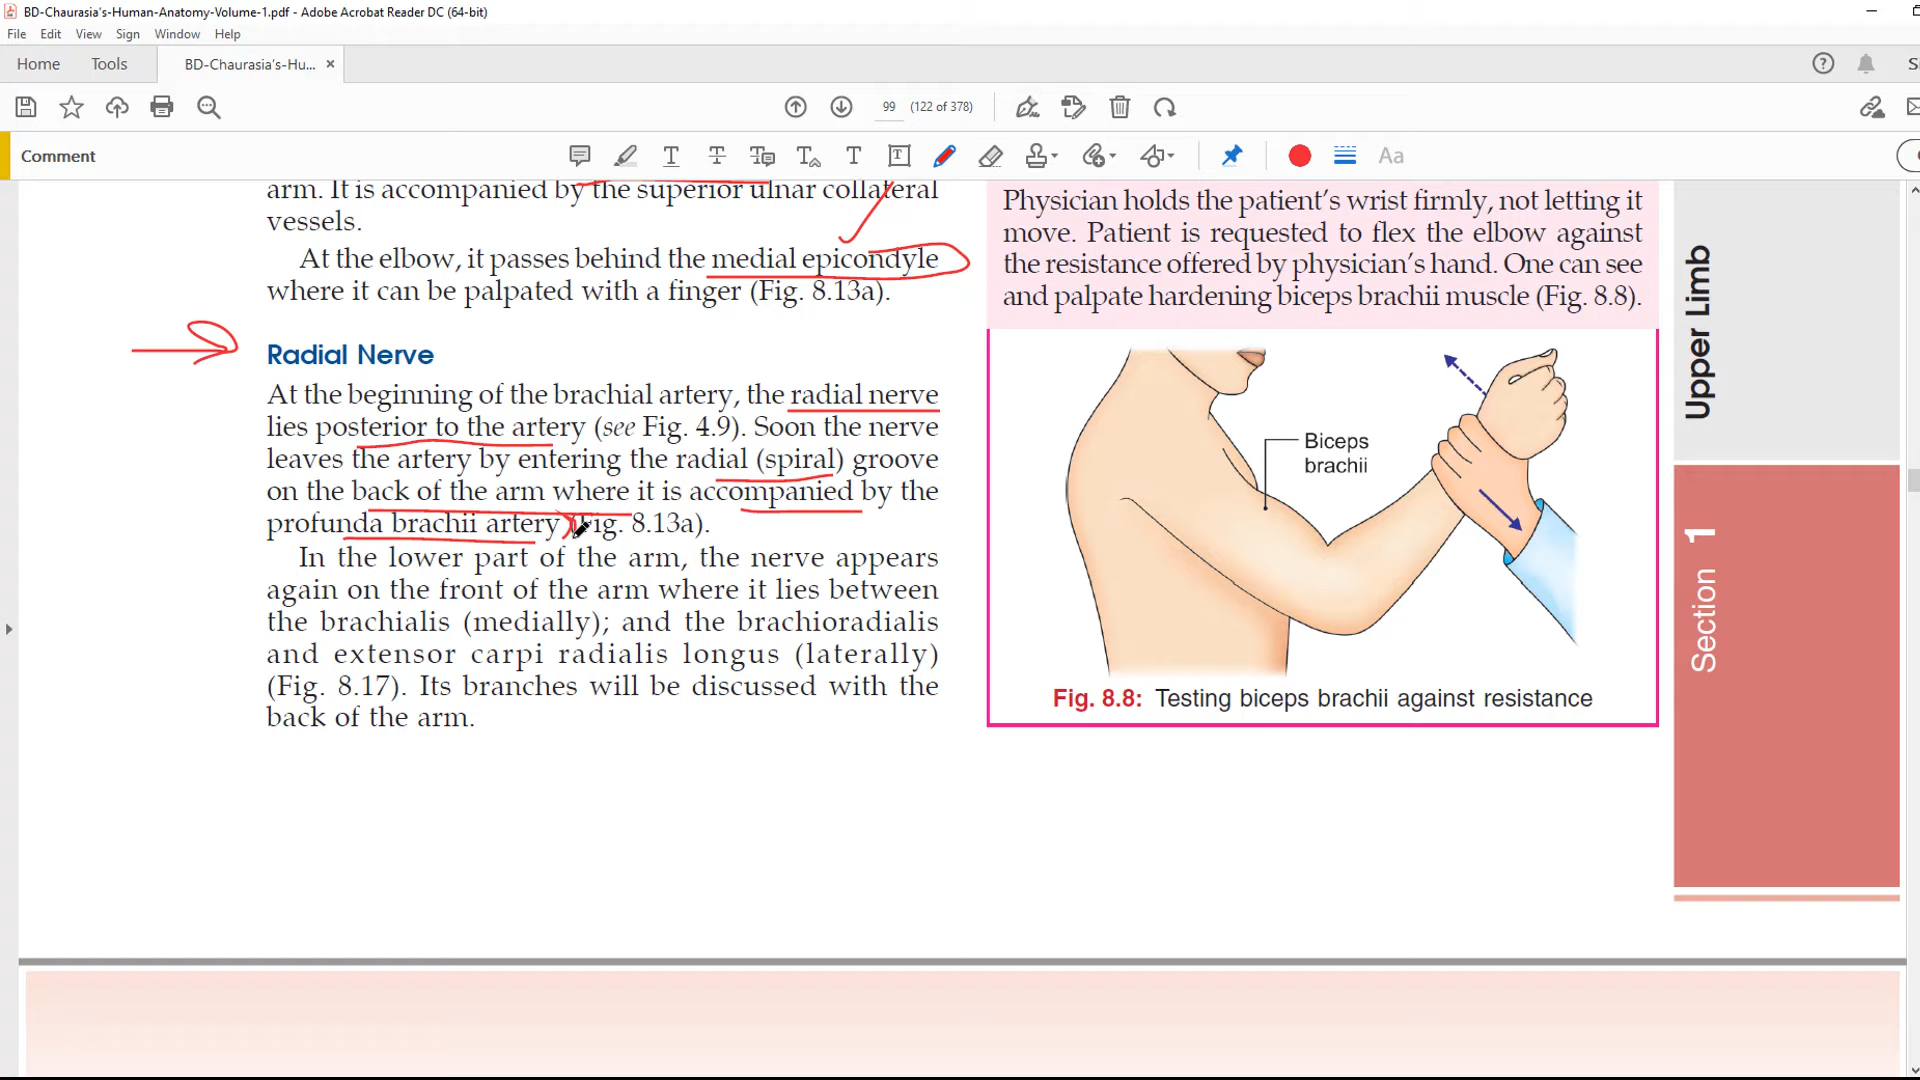 BD-Chaurasia's-Human-Anatomy-Volume-1.pdf - Adobe Acrobat Reader DC (64-bit)
File Edit View Sign Window Help
Home Tools BD-Chaurasia's-Hu... ×
99 (122 of 378)
Comment
Aa
arm. It is accompanied by the superior ulnar collateral
vessels.
At the elbow, it passes behind the medial epicondyle
where it can be palpated with a finger (Fig. 8.13a).
Radial Nerve
At the beginning of the brachial artery, the radial nerve
lies posterior to the artery (see Fig. 4.9). Soon the nerve
leaves the artery by entering the radial (spiral) groove
on the back of the arm where it is accompanied by the
profunda brachii artery (Fig. 8.13a).
In the lower part of the arm, the nerve appears
again on the front of the arm where it lies between
the brachialis (medially); and the brachioradialis
and extensor carpi radialis longus (laterally)
(Fig. 8.17). Its branches will be discussed with the
back of the arm.
Physician holds the patient's wrist firmly, not letting it
move. Patient is requested to flex the elbow against
the resistance offered by physician's hand. One can see
and palpate hardening biceps brachii muscle (Fig. 8.8).
Biceps
brachii
Fig. 8.8: Testing biceps brachii against resistance
Upper Limb
Section 1